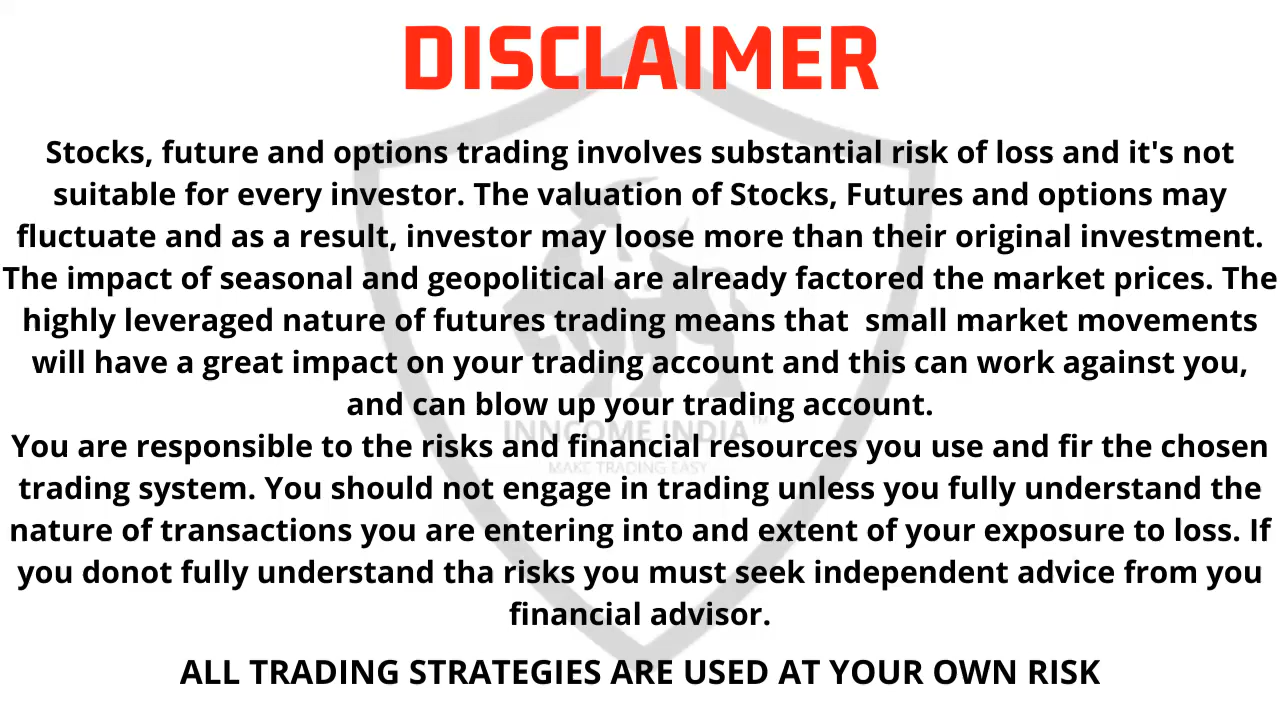 DISCLAIMER
Stocks, future and options trading involves substantial risk of loss and it's not
suitable for every investor. The valuation of Stocks, Futures and options may
fluctuate and as a result, investor may loose more than their original investment.
The impact of seasonal and geopolitical are already factored the market prices. The
highly leveraged nature of futures trading means that  small market movements
will have a great impact on your trading account and this can work against you,
and can blow up your trading account.
INNCOME INDIA™
You are responsible to the risks and financial resources you use and fir the chosen
MAKE TRADING EASY
trading system. You should not engage in trading unless you fully understand the
nature of transactions you are entering into and extent of your exposure to loss. If
you donot fully understand tha risks you must seek independent advice from you
financial advisor.
ALL TRADING STRATEGIES ARE USED AT YOUR OWN RISK